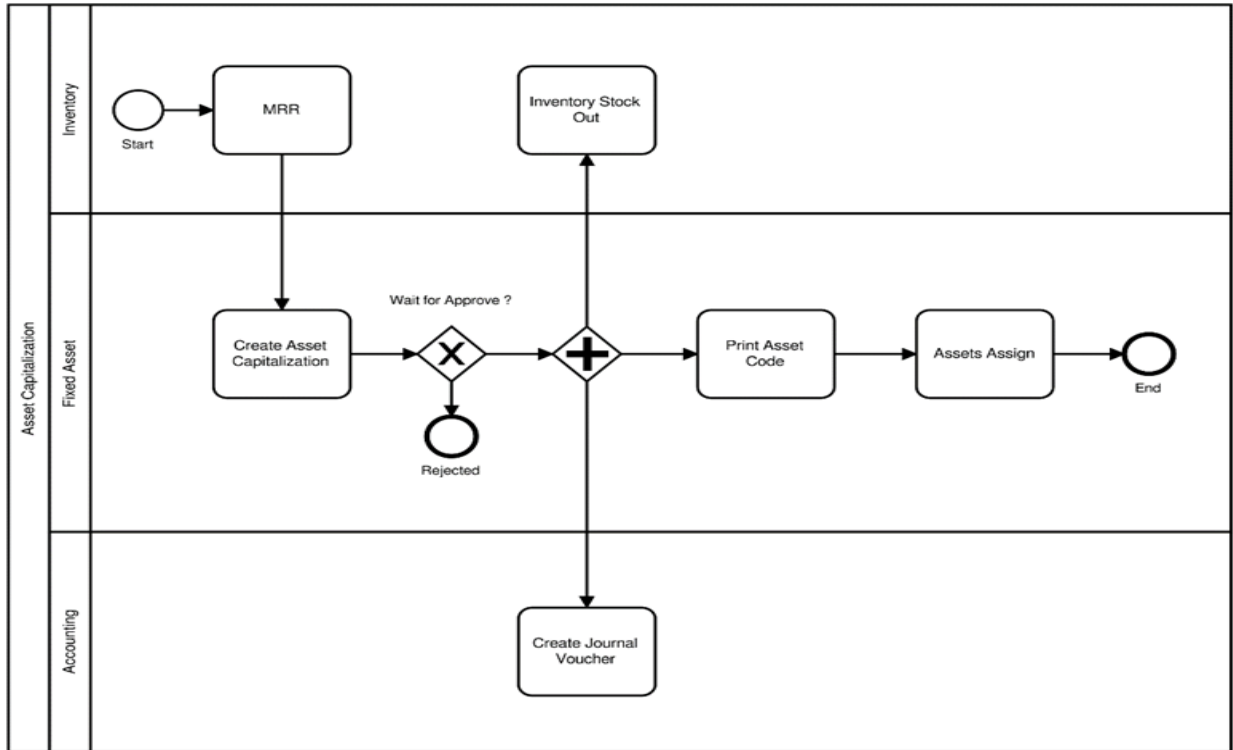 Asset Capitalization
Inventory
Start
MRR
Inventory Stock
Out
Fixed Asset
Create Asset
Capitalization
Wait for Approve ?
Rejected
Print Asset
Code
Assets Assign
End
Accounting
Create Journal
Voucher